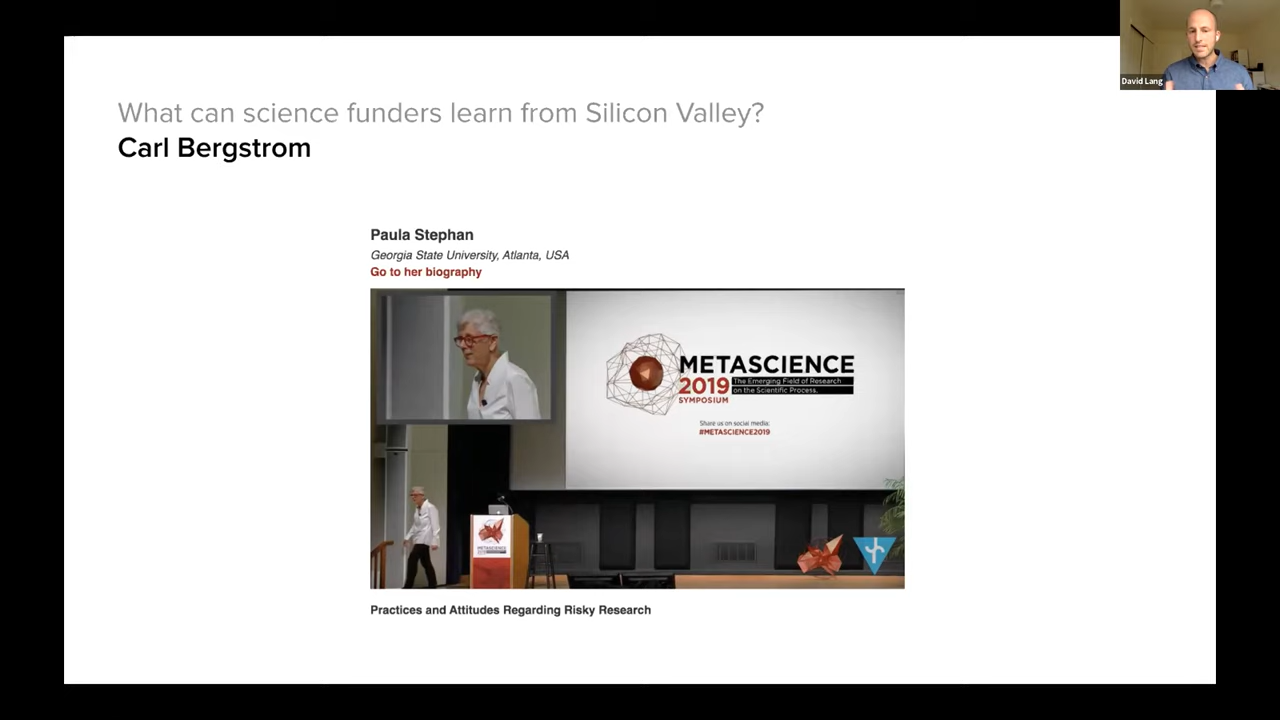 David Lang
What can science funders learn from Silicon Valley?
Carl Bergstrom
Paula Stephan
Georgia State University, Atlanta, USA
Go to her biography
METASCIENCE
2019
The Emerging Field of Research
on the Scientific Process.
SYMPOSIUM
Share us on social media:
#METASCIENCE2019
METASCIENCE
Practices and Attitudes Regarding Risky Research